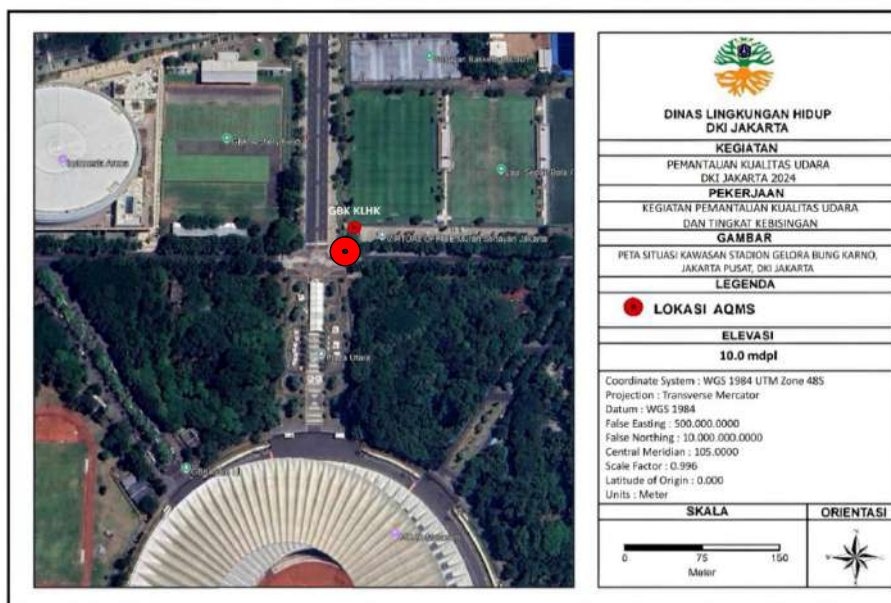 Indonesia Arena
GBK KLHK
Plaza Utara
DINAS LINGKUNGAN HIDUP
DKI JAKARTA
KEGIATAN
PEMANTAUAN KUALITAS UDARA
DKI JAKARTA 2024
PEKERJAAN
KEGIATAN PEMANTAUAN KUALITAS UDARA
DAN TINGKAT KEBISINGAN
GAMBAR
PETA SITUASI KAWASAN STADION GELORA BUNG KARNO,
JAKARTA PUSAT, DKI JAKARTA
LEGENDA
LOKASI AQMS
ELEVASI
10.0 mdpl
Coordinate System : WGS 1984 UTM Zone 48S
Projection : Transverse Mercator
Datum : WGS 1984
False Easting : 500.000.0000
False Northing : 10.000.000.0000
Central Meridian : 105.0000
Scale Factor : 0.996
Latitude of Origin : 0.000
Units : Meter
SKALA
ORIENTASI
0 75 150
Meter